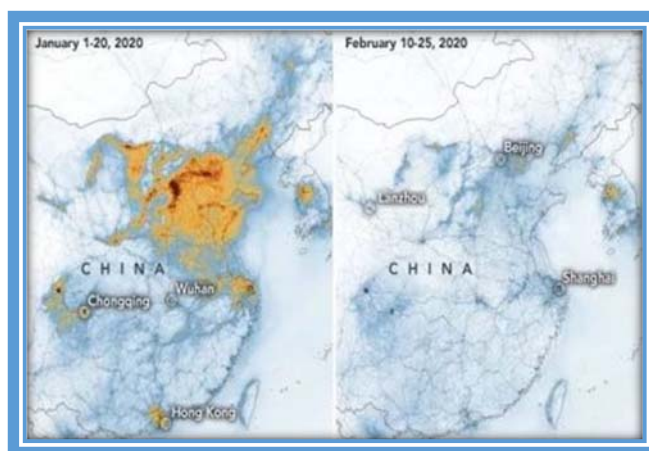 January 1-20, 2020
CHINA
Wuhan
Chongqing
Hong Kong
February 10-25, 2020
Beijing
Lanzhou
CHINA
Shanghai